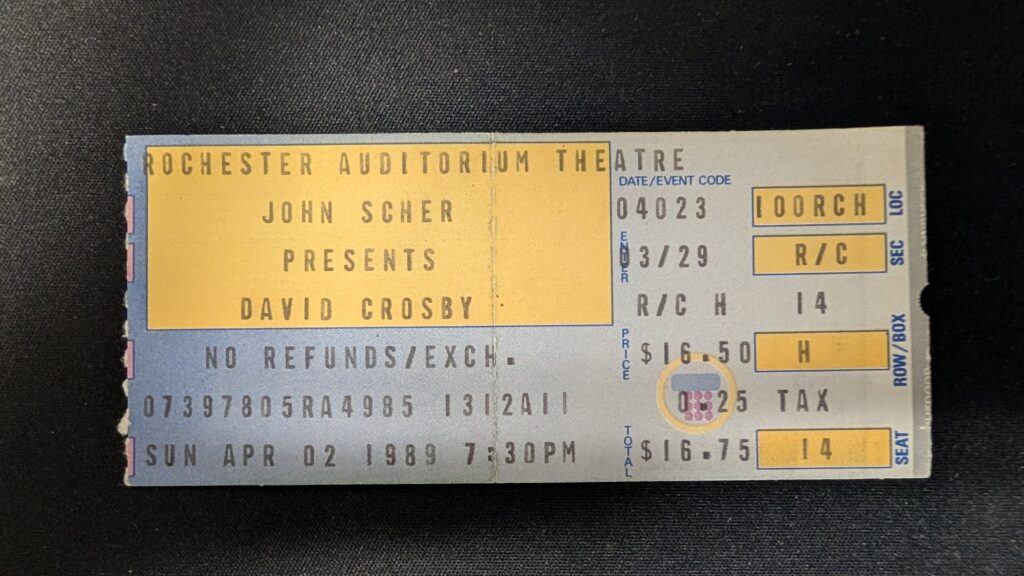 ROCHESTER AUDITORIUM THEATRE
JOHN SCHER
PRESENTS
DAVID CROSBY
NO REFUNDS/EXCH.
07397805RA4985 1312A11
SUN APR 02 1989 7:30PM
DATE/EVENT CODE
04023
100RCH
LOC
03/29
R/C
SEC
R/C H 14
PRICE
$16.50
H
ROW/BOX
0.25 TAX
TOTAL
$16.75
14
SEAT